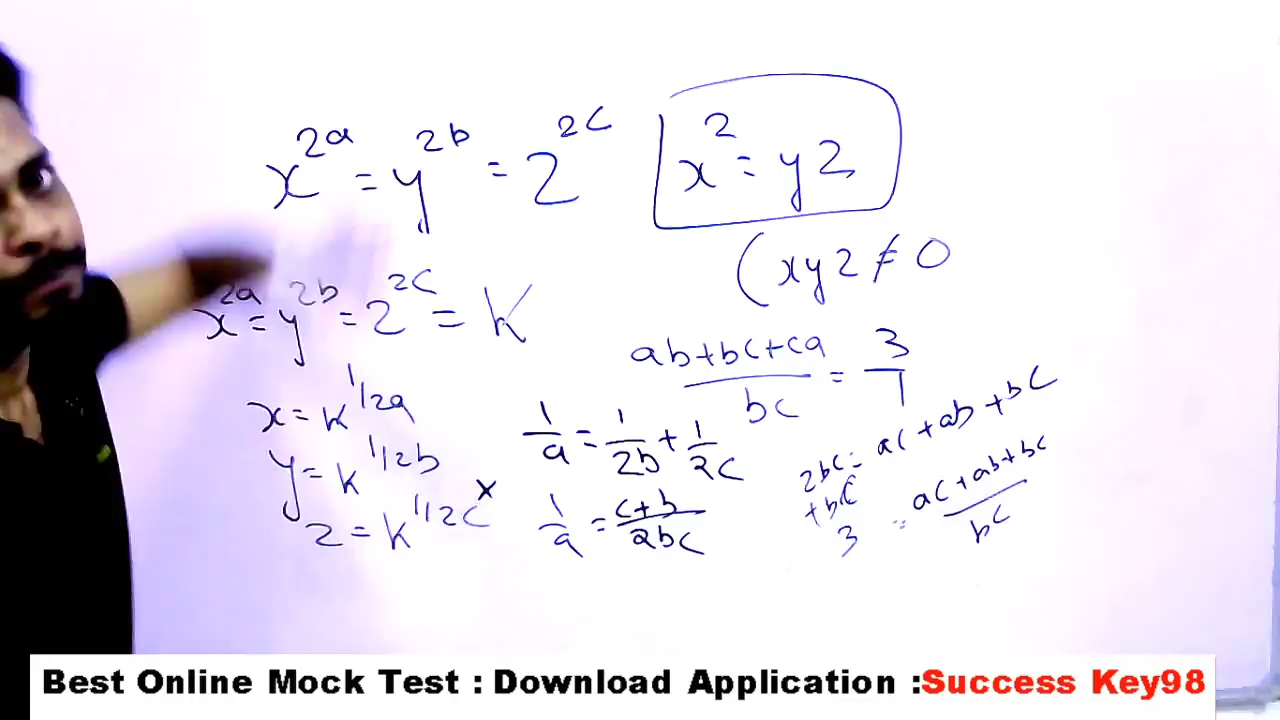 x^2a = y^2b = z^2c
x^2 = yz
(xyz ≠ 0
x^2a = y^2b = z^2c = K
ab+bc+ca / bc = 3/1
x = K^1/2a
y = K^1/2b
z = K^1/2c x
1/a = 1/2b + 1/2c
1/a = c+b / 2bc
2bc = ac + ab + bc
+bc
3 = ac + ab + bc / bc
Best Online Mock Test : Download Application :Success Key98